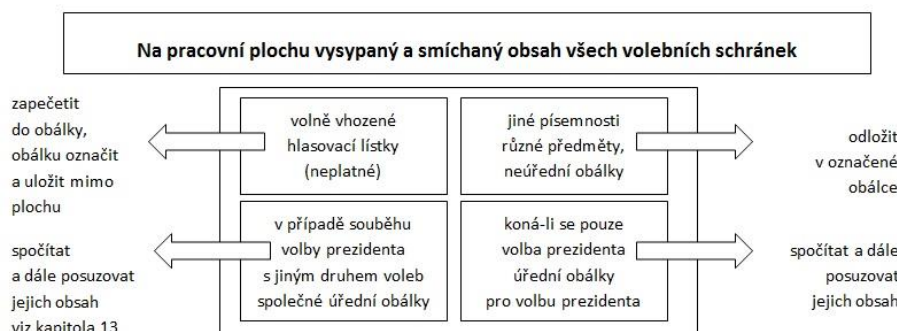 Na pracovní plochu vysypaný a smíchaný obsah všech volebních schránek
zapečetit
do obálky,
obálku označit
a uložit mimo
plochu
volně vhozené
hlasovací lístky
(neplatné)
jiné písemnosti
různé předměty,
neúřední obálky
odložit
v označené
obálce
spočítat
a dále posuzovat
jejich obsah
viz kapitola 13
v případě souběhu
volby prezidenta
s jiným druhem voleb
společné úřední obálky
koná-li se pouze
volba prezidenta
úřední obálky
pro volbu prezidenta
spočítat a dále
posuzovat
jejich obsah